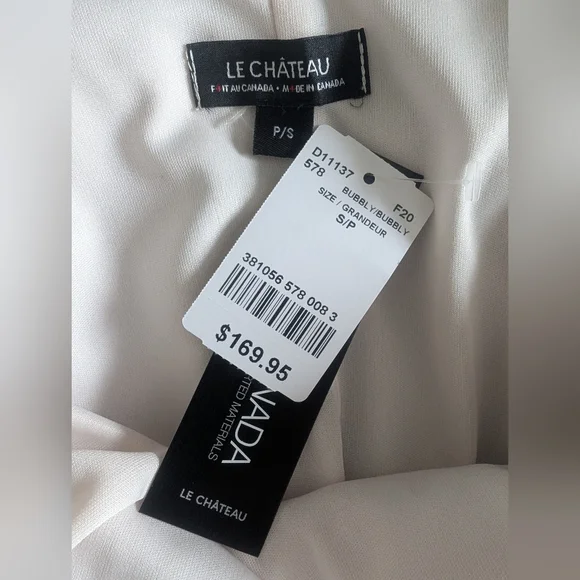 LE CHÂTEAU
FAIT AU CANADA • MADE IN CANADA
P/S
D11137
578
F20
BUBBLY/BUBBLY
SIZE / GRANDEUR
S/P
381056 578 008 3
$169.95
NADA
RTED MATERIALS
LE CHÂTEAU